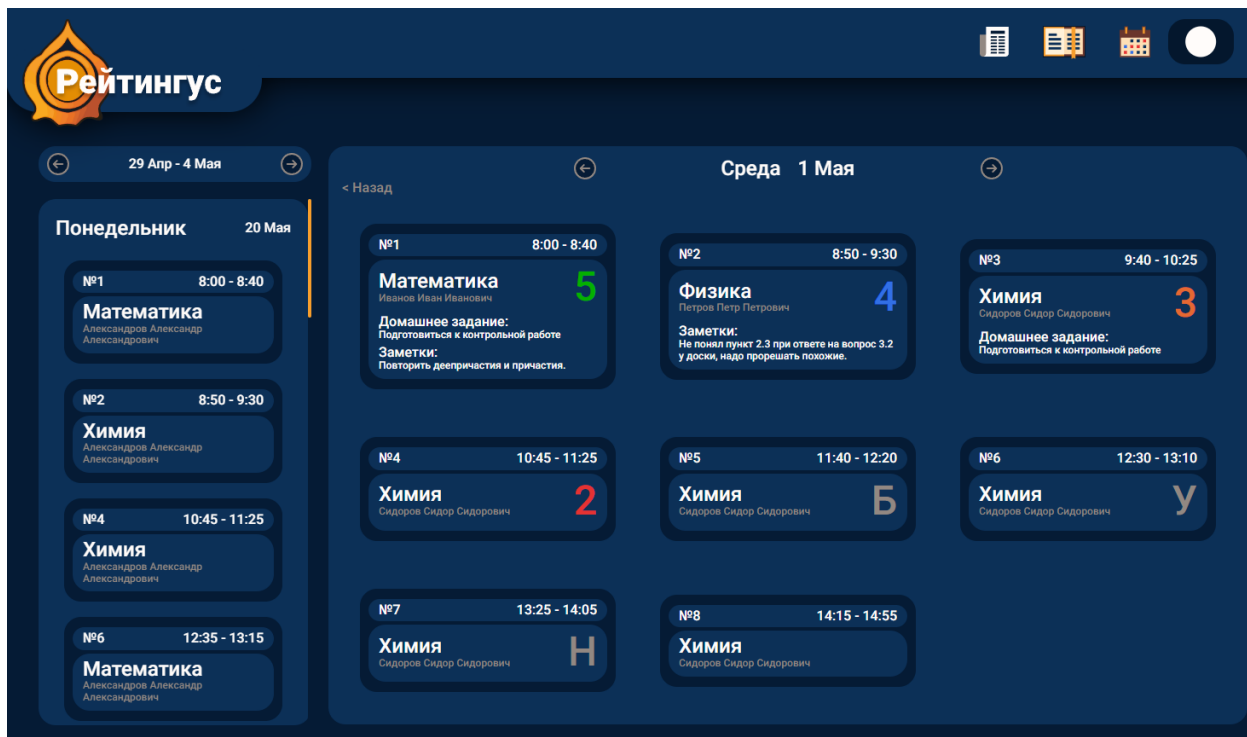 Рейтингус
29 Апр - 4 Мая
Понедельник 20 Мая
№1 8:00 - 8:40
Математика
Александров Александр
Александрович
№2 8:50 - 9:30
Химия
Александров Александр
Александрович
№4 10:45 - 11:25
Химия
Александров Александр
Александрович
№6 12:35 - 13:15
Математика
Александров Александр
Александрович
Среда 1 Мая
< Назад
№1 8:00 - 8:40
Математика 5
Иванов Иван Иванович
Домашнее задание:
Подготовиться к контрольной работе
Заметки:
Повторить деепричастия и причастия.
№2 8:50 - 9:30
Физика 4
Петров Петр Петрович
Заметки:
Не понял пункт 2.3 при ответе на вопрос 3.2
у доски, надо прорешать похожие.
№3 9:40 - 10:25
Химия 3
Сидоров Сидор Сидорович
Домашнее задание:
Подготовиться к контрольной работе
№4 10:45 - 11:25
Химия 2
Сидоров Сидор Сидорович
№5 11:40 - 12:20
Химия Б
Сидоров Сидор Сидорович
№6 12:30 - 13:10
Химия У
Сидоров Сидор Сидорович
№7 13:25 - 14:05
Химия Н
Сидоров Сидор Сидорович
№8 14:15 - 14:55
Химия
Сидоров Сидор Сидорович